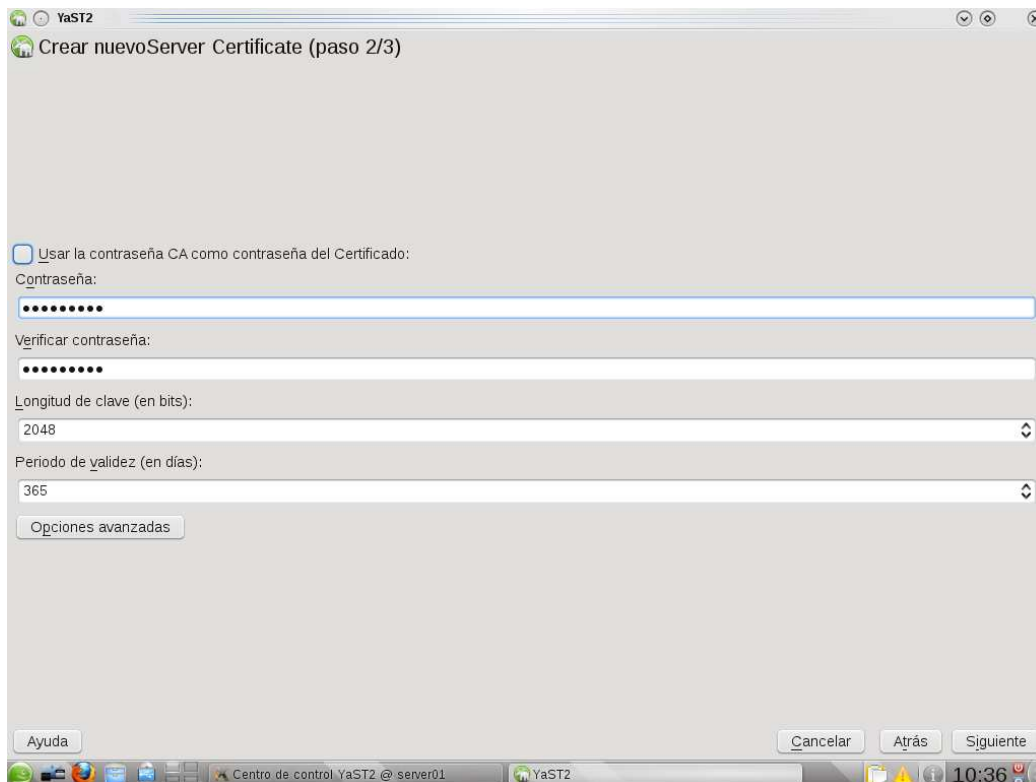 YaST2
Crear nuevoServer Certificate (paso 2/3)
Usar la contraseña CA como contraseña del Certificado:
Contraseña:
•••••••••
Verificar contraseña:
•••••••••
Longitud de clave (en bits):
2048
Periodo de validez (en días):
365
Opciones avanzadas
Ayuda Cancelar Atrás Siguiente
Centro de control YaST2 @ server01 YaST2 10:36